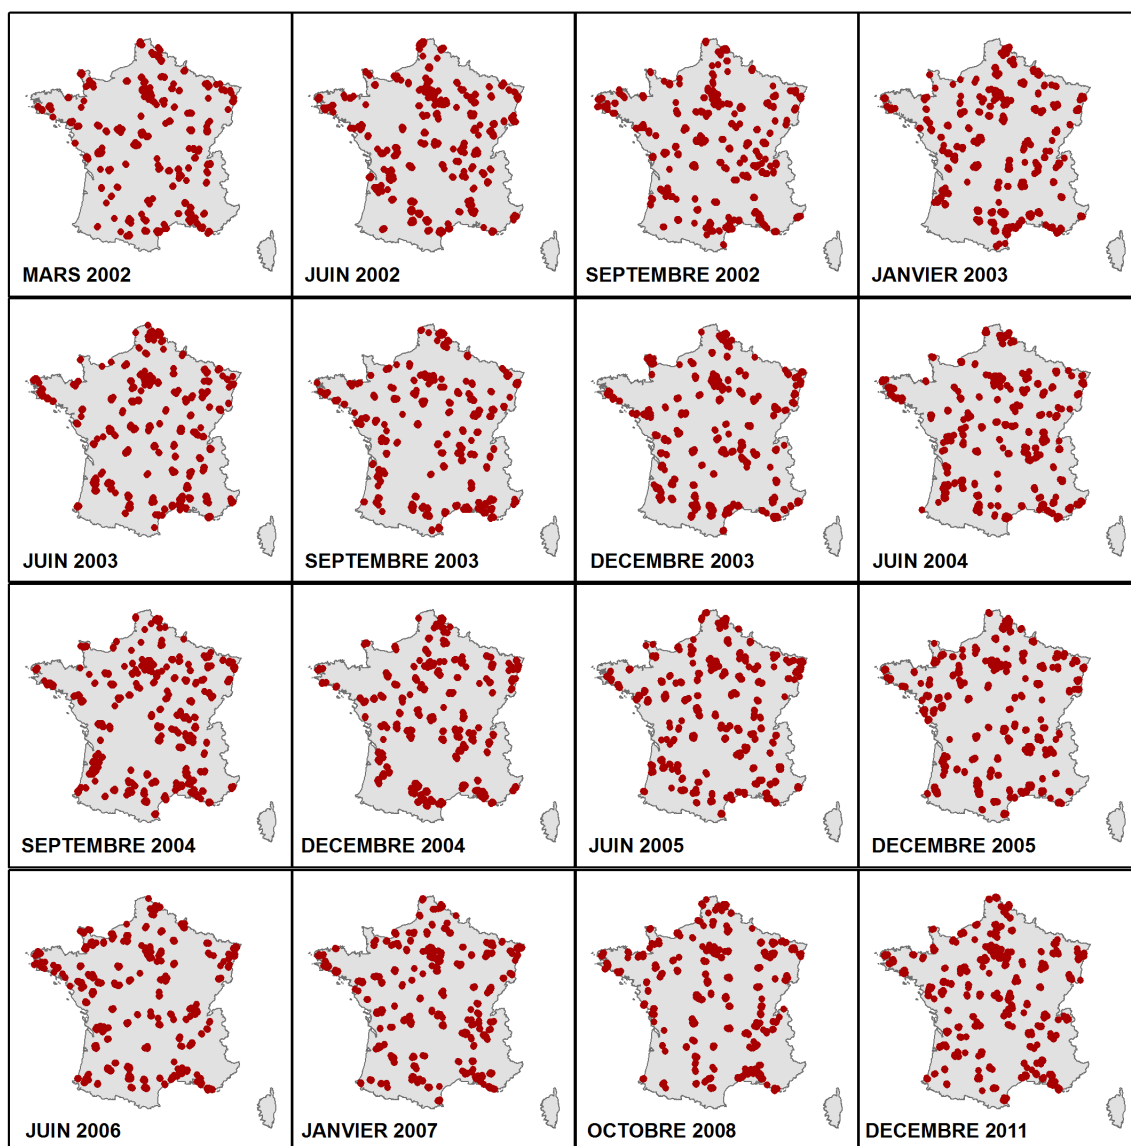 MARS 2002
JUIN 2002
SEPTEMBRE 2002
JANVIER 2003
JUIN 2003
SEPTEMBRE 2003
DECEMBRE 2003
JUIN 2004
SEPTEMBRE 2004
DECEMBRE 2004
JUIN 2005
DECEMBRE 2005
JUIN 2006
JANVIER 2007
OCTOBRE 2008
DECEMBRE 2011